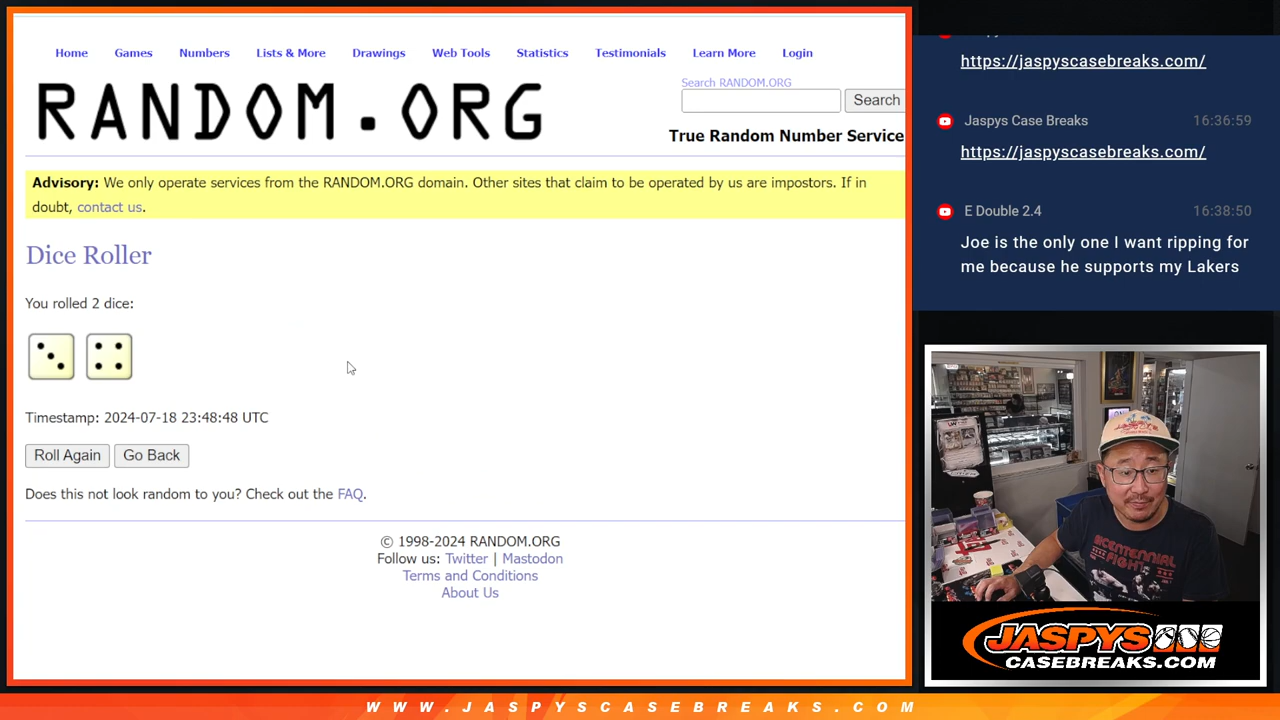 Home Games Numbers Lists & More Drawings Web Tools Statistics Testimonials Learn More Login
RANDOM.ORG
Search RANDOM.ORG
Search
True Random Number Service
Advisory: We only operate services from the RANDOM.ORG domain. Other sites that claim to be operated by us are impostors. If in
doubt, contact us.
Dice Roller
You rolled 2 dice:
Timestamp: 2024-07-18 23:48:48 UTC
Roll Again Go Back
Does this not look random to you? Check out the FAQ.
© 1998-2024 RANDOM.ORG
Follow us: Twitter | Mastodon
Terms and Conditions
About Us
https://jaspyscasebreaks.com/
Jaspys Case Breaks 16:36:59
https://jaspyscasebreaks.com/
E Double 2.4 16:38:50
Joe is the only one I want ripping for
me because he supports my Lakers
BICENTENNIAL
FIGHT
JASPYS
CASEBREAKS.COM
WWW.JASPYSCASEBREAKS.COM